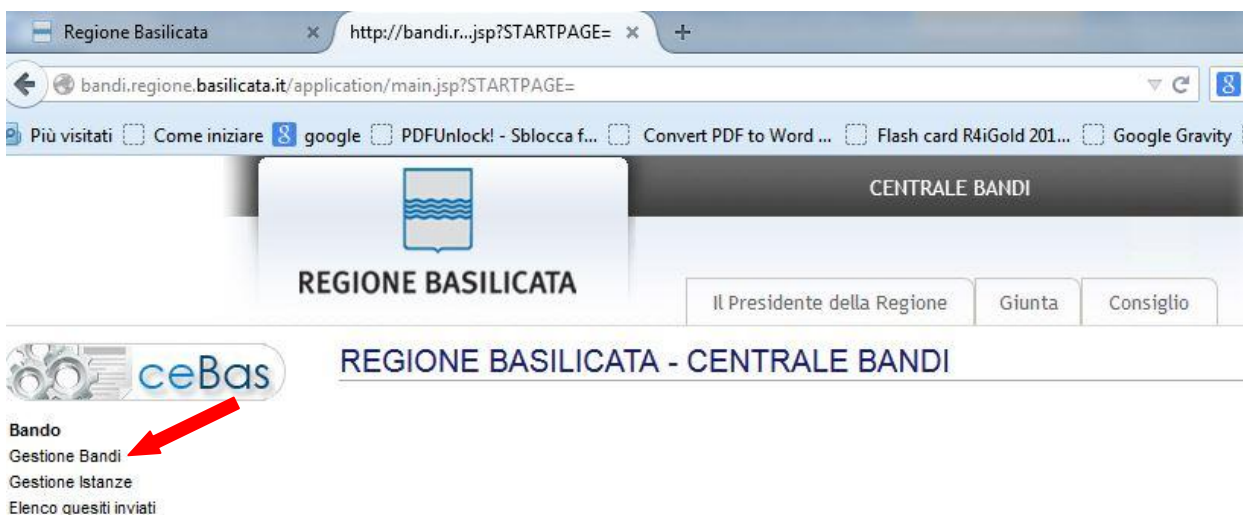 Regione Basilicata
http://bandi.r...jsp?STARTPAGE=
bandi.regione.basilicata.it/application/main.jsp?STARTPAGE=
Più visitati Come iniziare google PDFUnlock! - Sblocca f... Convert PDF to Word ... Flash card R4iGold 201... Google Gravity
CENTRALE BANDI
REGIONE BASILICATA
Il Presidente della Regione Giunta Consiglio
ceBas
REGIONE BASILICATA - CENTRALE BANDI
Bando
Gestione Bandi
Gestione Istanze
Elenco quesiti inviati